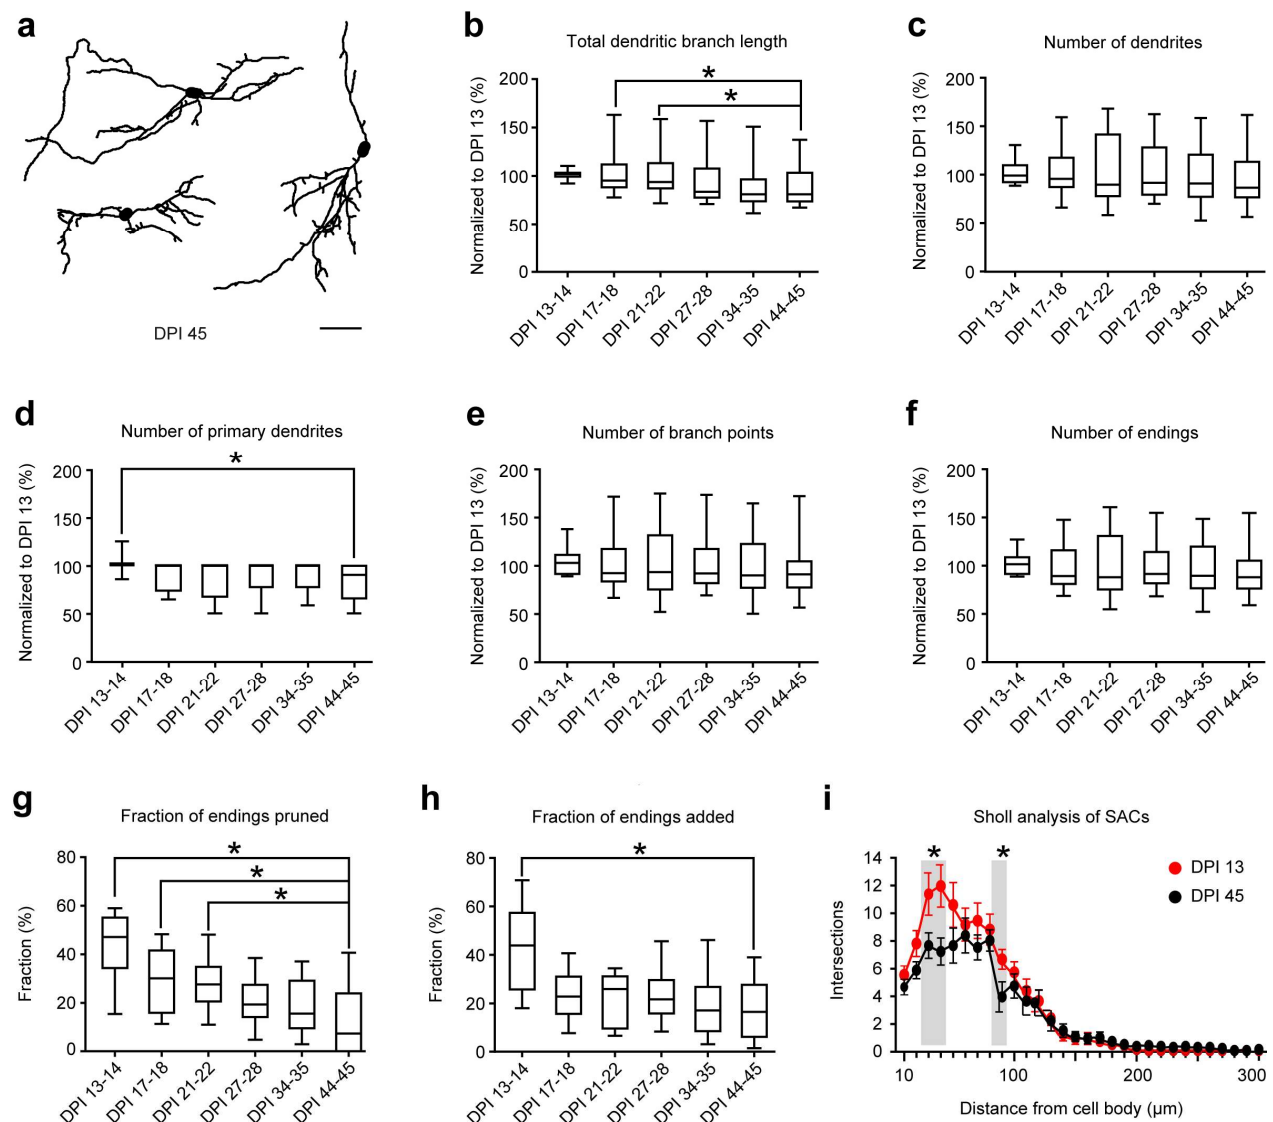 a
DPI 45
b
Total dendritic branch length
Normalized to DPI 13 (%)
200
150
100
50
0
*
*
DPI 13-14
DPI 17-18
DPI 21-22
DPI 27-28
DPI 34-35
DPI 44-45
c
Number of dendrites
Normalized to DPI 13 (%)
200
150
100
50
0
DPI 13-14
DPI 17-18
DPI 21-22
DPI 27-28
DPI 34-35
DPI 44-45
d
Number of primary dendrites
Normalized to DPI 13 (%)
200
150
100
50
0
*
DPI 13-14
DPI 17-18
DPI 21-22
DPI 27-28
DPI 34-35
DPI 44-45
e
Number of branch points
Normalized to DPI 13 (%)
200
150
100
50
0
DPI 13-14
DPI 17-18
DPI 21-22
DPI 27-28
DPI 34-35
DPI 44-45
f
Number of endings
Normalized to DPI 13 (%)
200
150
100
50
0
DPI 13-14
DPI 17-18
DPI 21-22
DPI 27-28
DPI 34-35
DPI 44-45
g
Fraction of endings pruned
Fraction (%)
80
60
40
20
0
*
*
*
DPI 13-14
DPI 17-18
DPI 21-22
DPI 27-28
DPI 34-35
DPI 44-45
h
Fraction of endings added
Fraction (%)
80
60
40
20
0
*
DPI 13-14
DPI 17-18
DPI 21-22
DPI 27-28
DPI 34-35
DPI 44-45
i
Sholl analysis of SACs
Intersections
14
12
10
8
6
4
2
0
* *
DPI 13
DPI 45
10 100 200 300
Distance from cell body (µm)